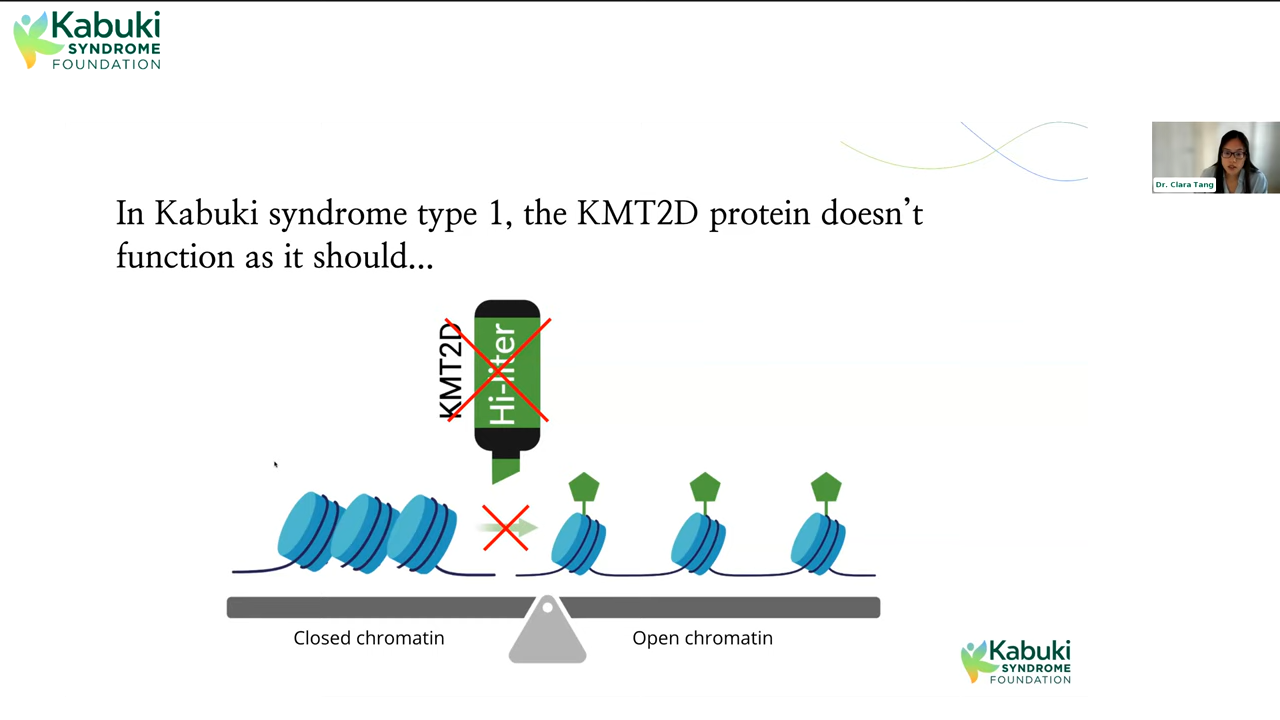 Kabuki
SYNDROME
FOUNDATION
Dr. Clara Tang
In Kabuki syndrome type 1, the KMT2D protein doesn’t
function as it should...
KMT2D
Hi-liter
Closed chromatin
Open chromatin
Kabuki
SYNDROME
FOUNDATION